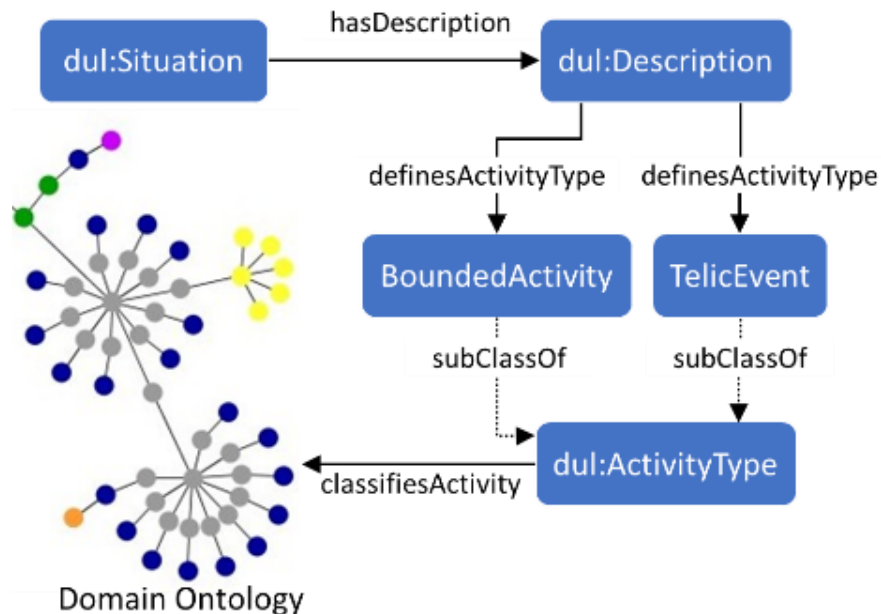 hasDescription
dul:Situation
dul:Description
definesActivityType
definesActivityType
BoundedActivity
TelicEvent
subClassOf
subClassOf
dul:ActivityType
classifiesActivity
Domain Ontology